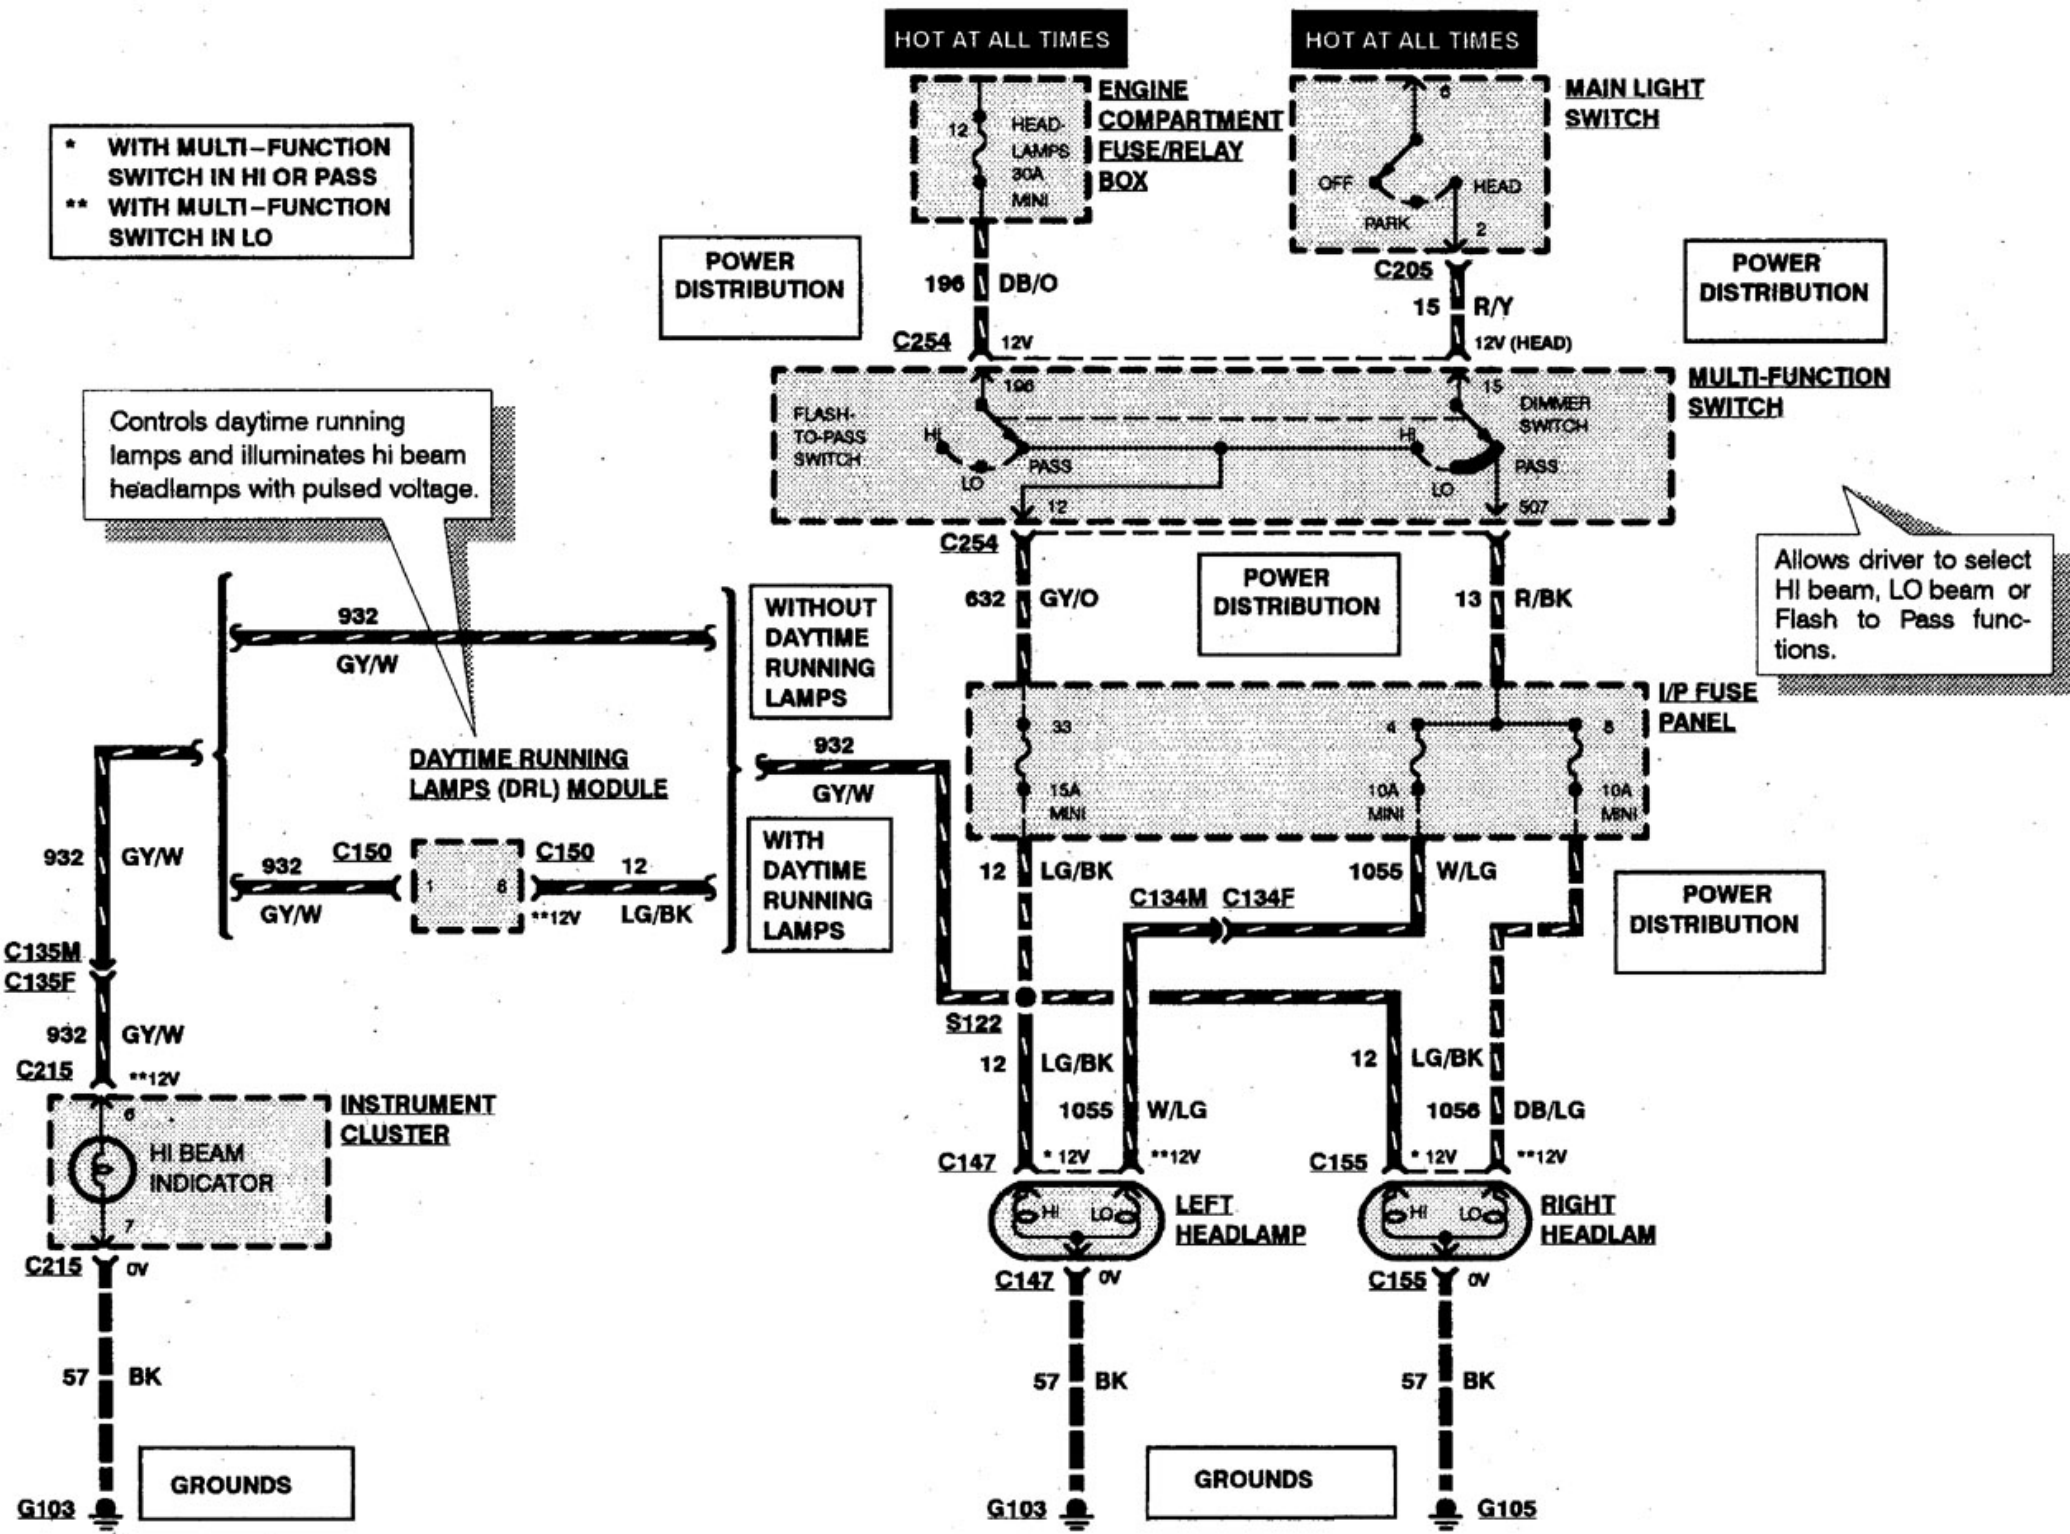 HOT AT ALL TIMES
HOT AT ALL TIMES
* WITH MULTI-FUNCTION
SWITCH IN HI OR PASS
** WITH MULTI-FUNCTION
SWITCH IN LO
12
HEAD-
LAMPS
30A
MINI
ENGINE
COMPARTMENT
FUSE/RELAY
BOX
6
OFF
HEAD
PARK
2
MAIN LIGHT
SWITCH
POWER
DISTRIBUTION
196 DB/O
C205
15 R/Y
POWER
DISTRIBUTION
C254 12V
12V (HEAD)
196
15
FLASH-
TO-PASS
SWITCH
HI
PASS
LO
12
HI
DIMMER
SWITCH
PASS
LO
507
MULTI-FUNCTION
SWITCH
Controls daytime running
lamps and illuminates hi beam
headlamps with pulsed voltage.
Allows driver to select
HI beam, LO beam or
Flash to Pass func-
tions.
C254
632 GY/O
POWER
DISTRIBUTION
13 R/BK
932
GY/W
WITHOUT
DAYTIME
RUNNING
LAMPS
33
15A
MINI
4
10A
MINI
8
10A
MINI
I/P FUSE
PANEL
DAYTIME RUNNING
LAMPS (DRL) MODULE
932
GY/W
932 GY/W
932
GY/W
C150
1
6
C150
**12V
12
LG/BK
WITH
DAYTIME
RUNNING
LAMPS
12 LG/BK
1055 W/LG
C134M C134F
POWER
DISTRIBUTION
C135M
C135F
932 GY/W
S122
12 LG/BK
12 LG/BK
C215 **12V
1055 W/LG
1056 DB/LG
6
HI BEAM
INDICATOR
7
INSTRUMENT
CLUSTER
C147 * 12V **12V
C155 * 12V **12V
HI LO
LEFT
HEADLAMP
HI LO
RIGHT
HEADLAM
C215 0V
C147 0V
C155 0V
57 BK
57 BK
57 BK
GROUNDS
GROUNDS
G103
G103
G105